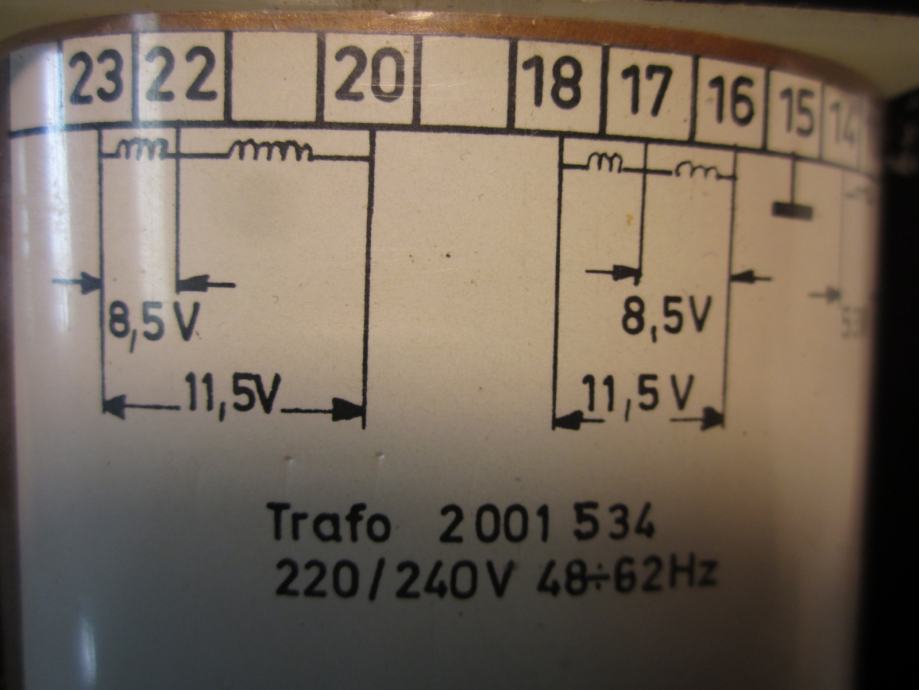 23 22 20 18 17 16 15 14
8,5V 8,5V
11,5V 11,5V
Trafo 2001 534
220/240V 48÷62Hz